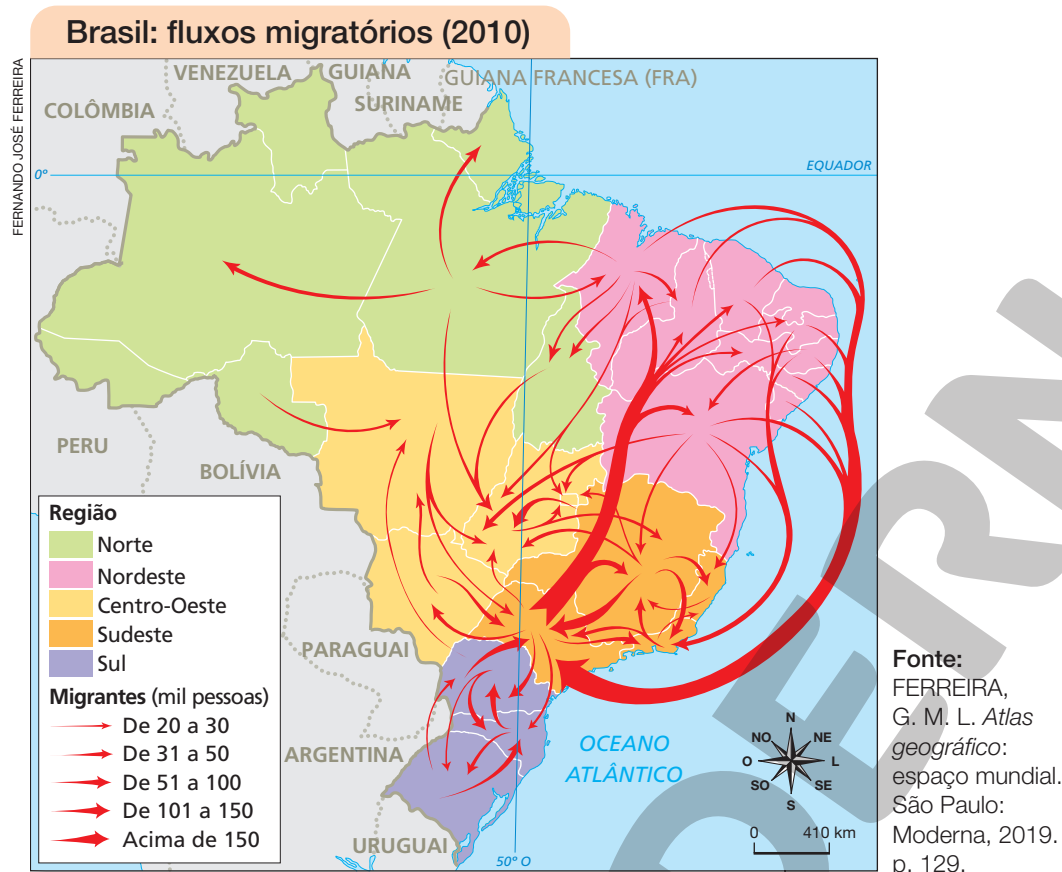 Brasil: fluxos migratórios (2010)
FERNANDO JOSÉ FERREIRA
VENEZUELA
GUIANA
GUIANA FRANCESA (FRA)
COLÔMBIA
SURINAME
0º
EQUADOR
PERU
BOLÍVIA
PARAGUAI
ARGENTINA
URUGUAI
OCEANO
ATLÂNTICO
50º O
Região
Norte
Nordeste
Centro-Oeste
Sudeste
Sul
Migrantes (mil pessoas)
De 20 a 30
De 31 a 50
De 51 a 100
De 101 a 150
Acima de 150
N
NO
NE
O
L
SO
SE
S
0
410 km
Fonte:
FERREIRA,
G. M. L. Atlas
geográfico:
espaço mundial.
São Paulo:
Moderna, 2019.
p. 129.
DERN